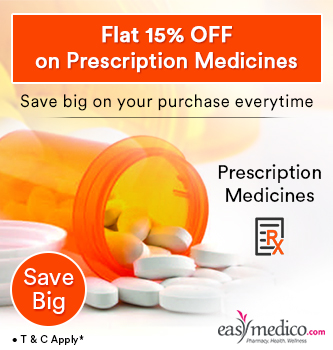 Flat 15% OFF
on Prescription Medicines
Save big on your purchase everytime
Prescription
Medicines
RX
Save
Big
• T & C Apply*
easymedico.com
Pharmacy. Health. Wellness